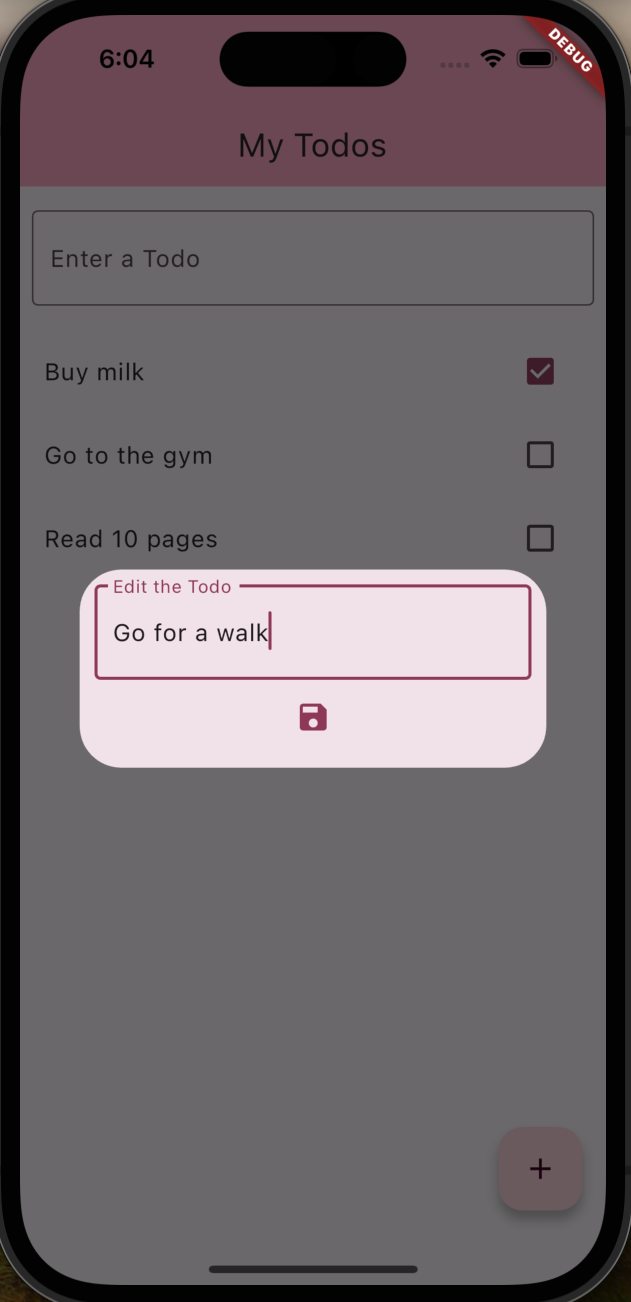 6:04
DEBUG
My Todos
Enter a Todo
Buy milk
Go to the gym
Read 10 pages
Edit the Todo
Go for a walk